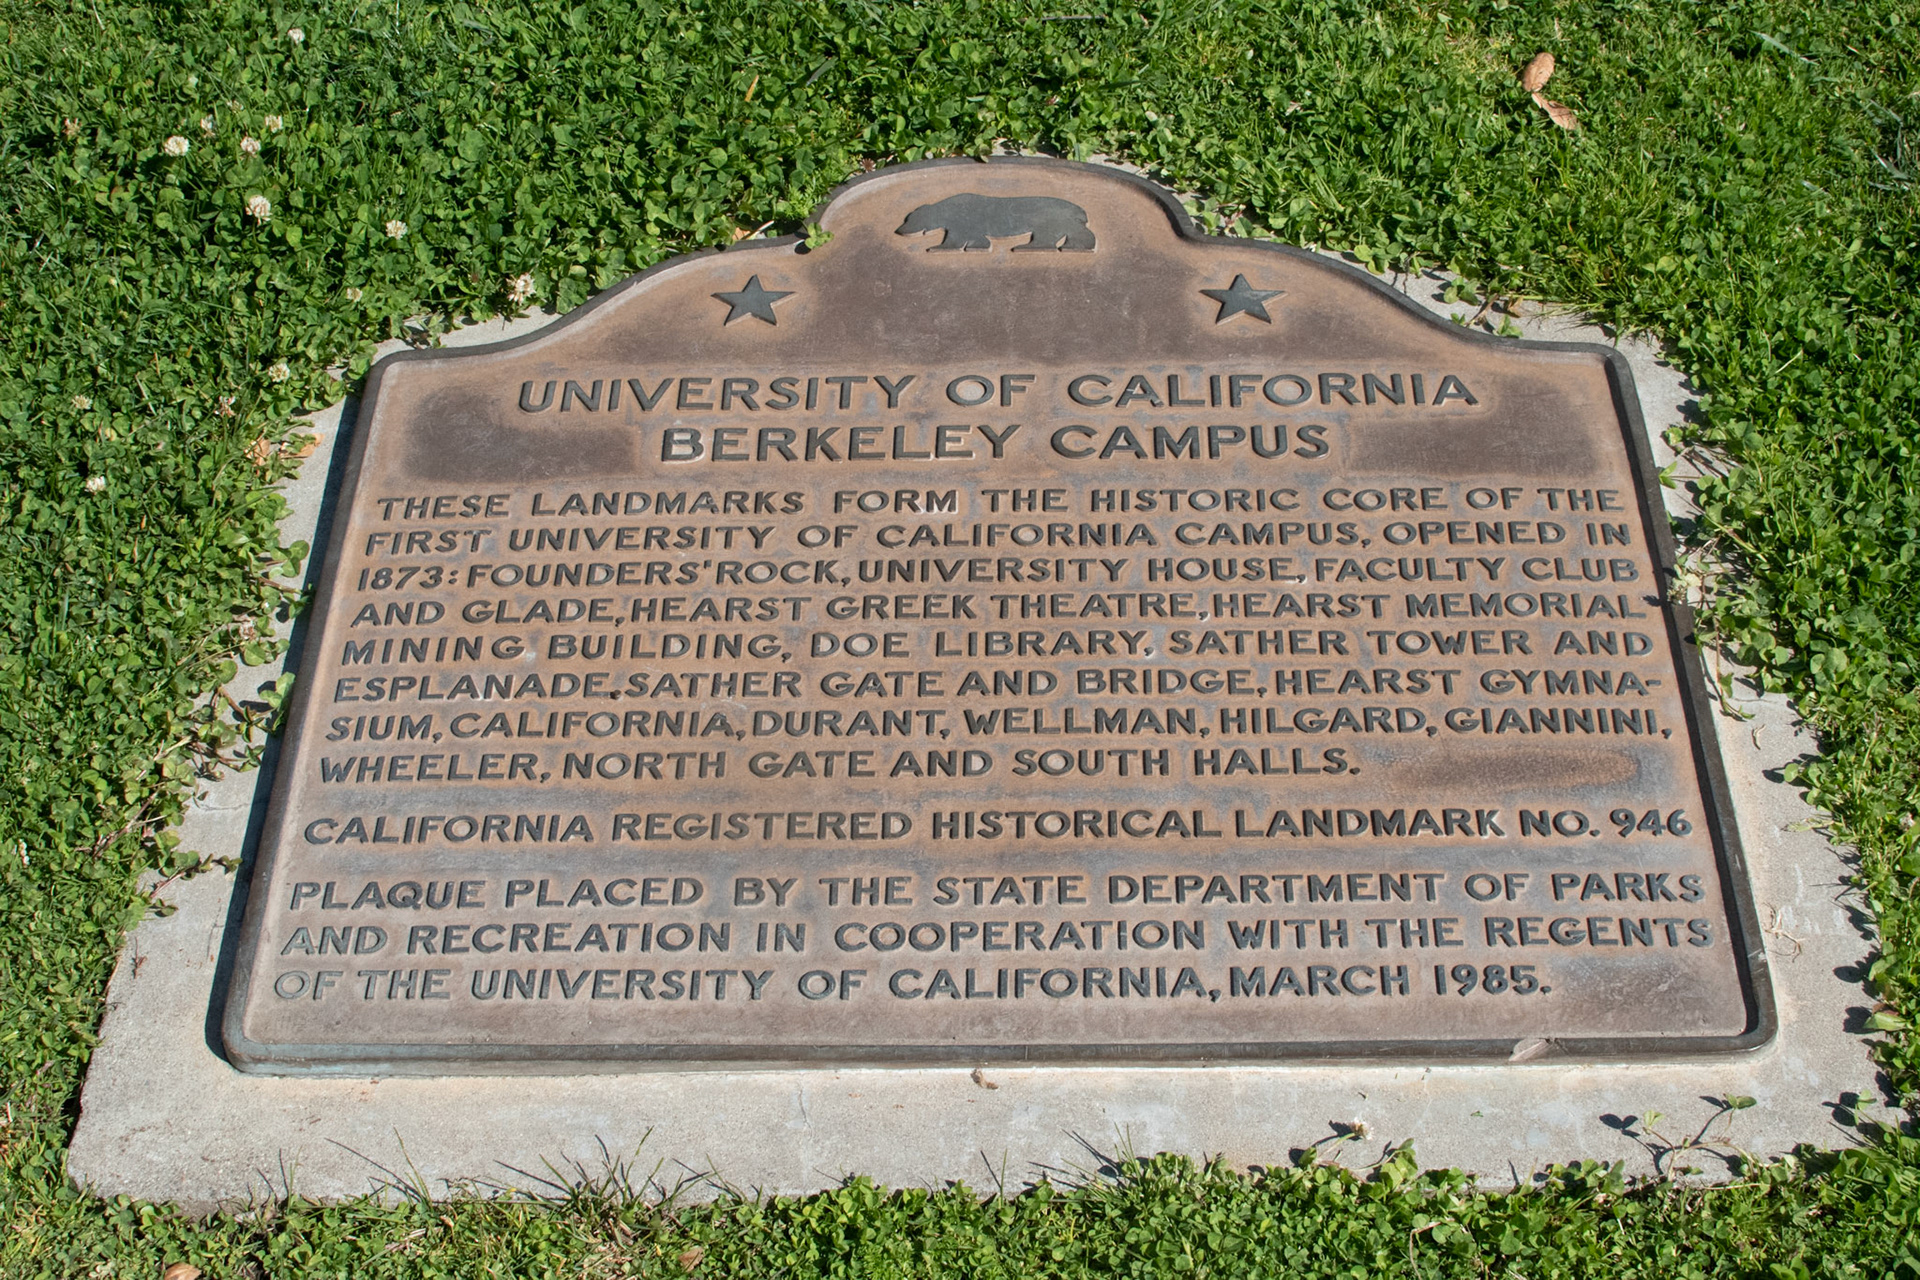 UNIVERSITY OF CALIFORNIA
BERKELEY CAMPUS
THESE LANDMARKS FORM THE HISTORIC CORE OF THE
FIRST UNIVERSITY OF CALIFORNIA CAMPUS, OPENED IN
1873: FOUNDERS' ROCK, UNIVERSITY HOUSE, FACULTY CLUB
AND GLADE, HEARST GREEK THEATRE, HEARST MEMORIAL
MINING BUILDING, DOE LIBRARY, SATHER TOWER AND
ESPLANADE, SATHER GATE AND BRIDGE, HEARST GYMNA-
SIUM, CALIFORNIA, DURANT, WELLMAN, HILGARD, GIANNINI,
WHEELER, NORTH GATE AND SOUTH HALLS.
CALIFORNIA REGISTERED HISTORICAL LANDMARK NO. 946
PLAQUE PLACED BY THE STATE DEPARTMENT OF PARKS
AND RECREATION IN COOPERATION WITH THE REGENTS
OF THE UNIVERSITY OF CALIFORNIA, MARCH 1985.